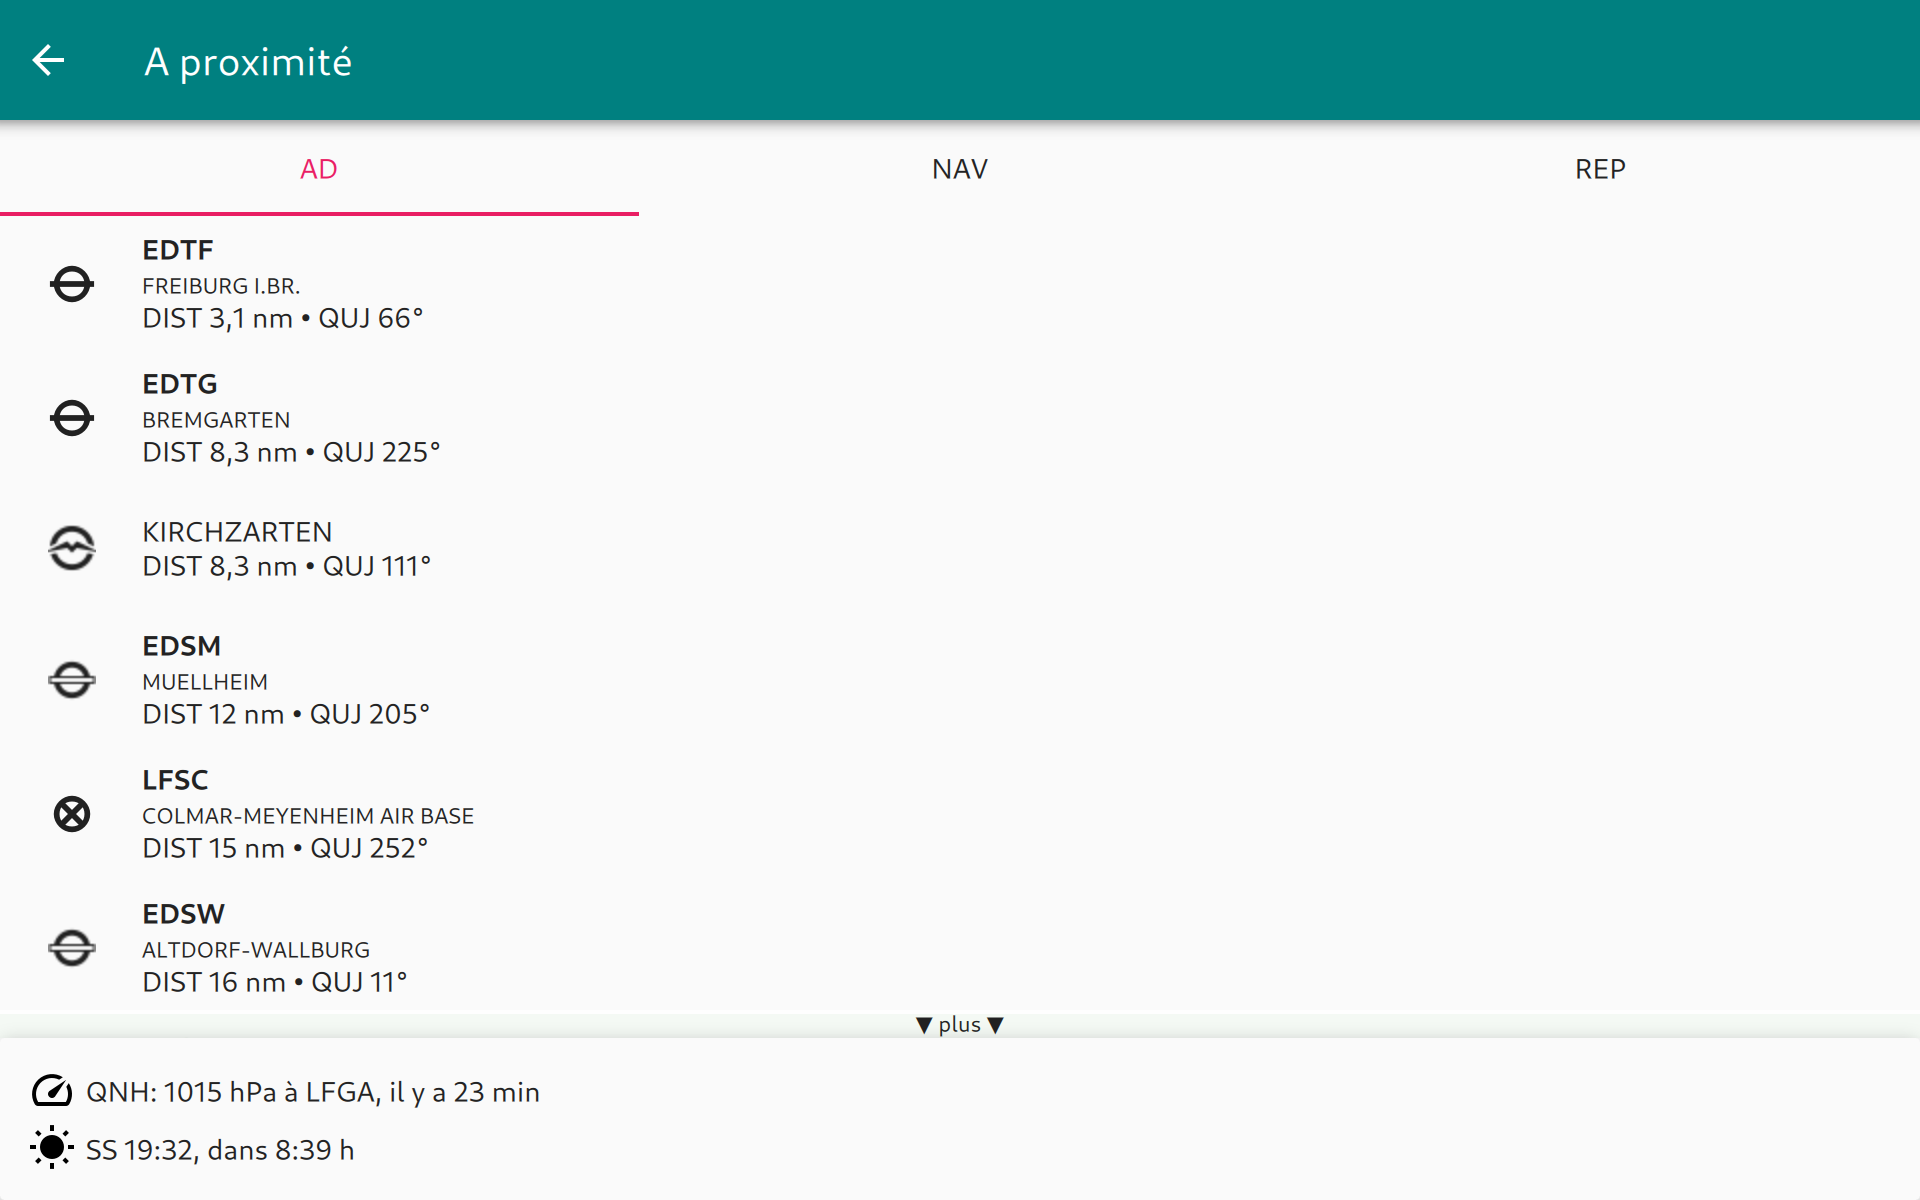 A proximité
AD
NAV
REP
EDTF
FREIBURG I.BR.
DIST 3,1 nm • QUJ 66°
EDTG
BREMGARTEN
DIST 8,3 nm • QUJ 225°
KIRCHZARTEN
DIST 8,3 nm • QUJ 111°
EDSM
MUELLHEIM
DIST 12 nm • QUJ 205°
LFSC
COLMAR-MEYENHEIM AIR BASE
DIST 15 nm • QUJ 252°
EDSW
ALTDORF-WALLBURG
DIST 16 nm • QUJ 11°
▼ plus ▼
QNH: 1015 hPa à LFGA, il y a 23 min
SS 19:32, dans 8:39 h